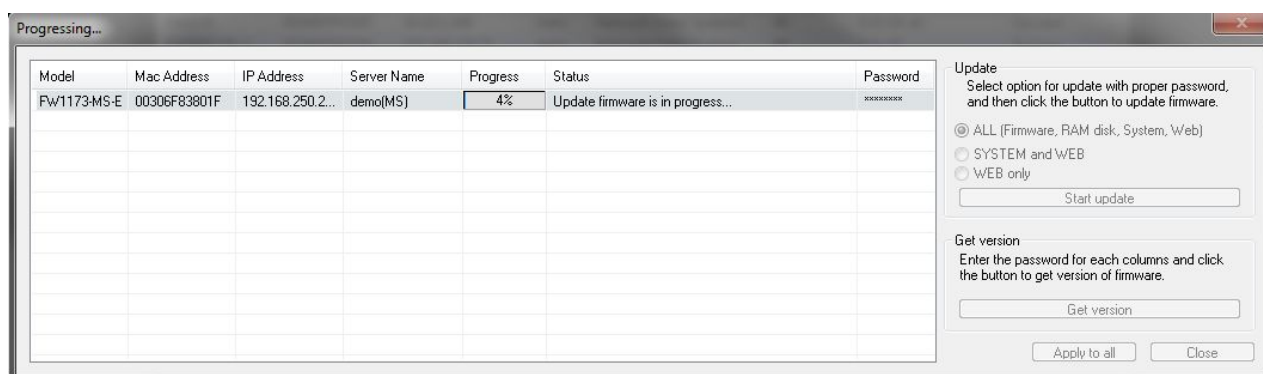 Progressing...
Model Mac Address IP Address Server Name Progress Status Password
FW1173-MS-E 00306F83801F 192.168.250.2... demo(MS) 4% Update firmware is in progress... ********
Update
Select option for update with proper password,
and then click the button to update firmware.
ALL (Firmware, RAM disk, System, Web)
SYSTEM and WEB
WEB only
Start update
Get version
Enter the password for each columns and click
the button to get version of firmware.
Get version
Apply to all Close